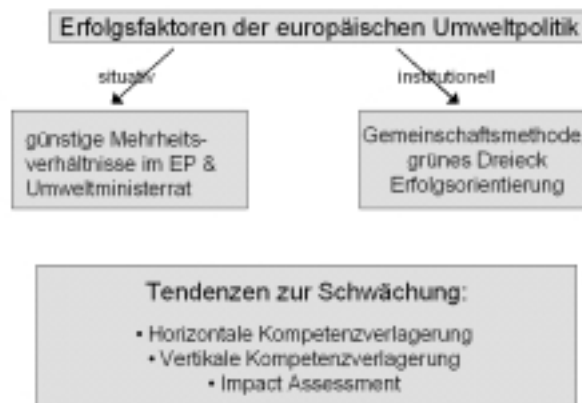 Erfolgsfaktoren der europäischen Umweltpolitik
situativ
institutionell
günstige Mehrheits-
verhältnisse im EP &
Umweltministerrat
Gemeinschaftsmethode
grünes Dreieck
Erfolgsorientierung
Tendenzen zur Schwächung:
• Horizontale Kompetenzverlagerung
• Vertikale Kompetenzverlagerung
• Impact Assessment